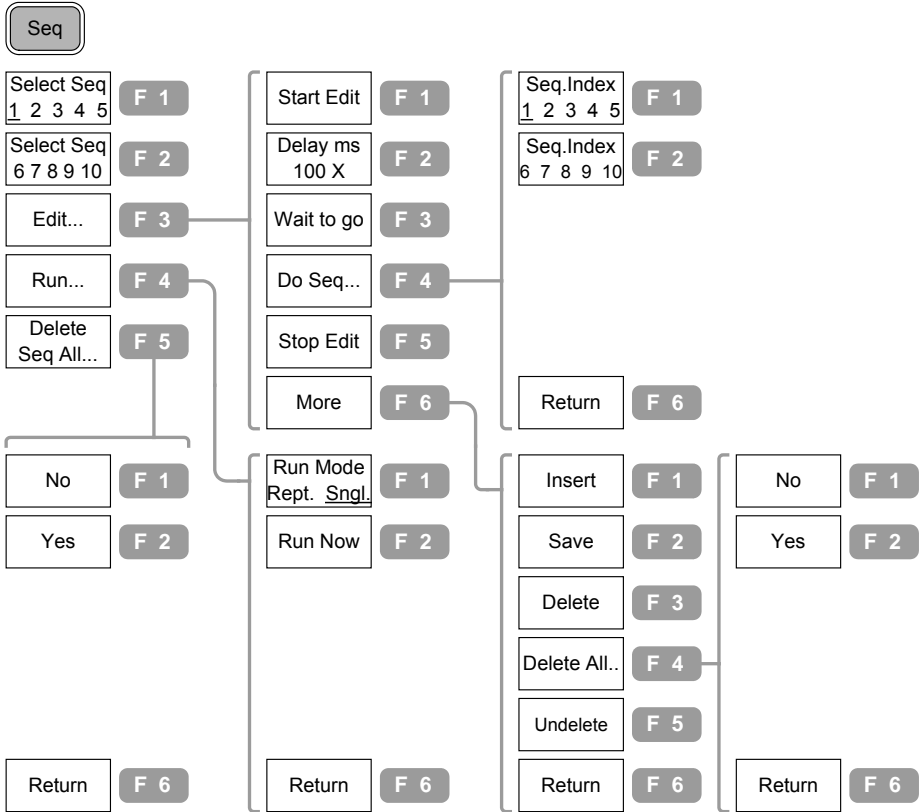 Seq
Select Seq
1 2 3 4 5
F 1
Select Seq
6 7 8 9 10
F 2
Edit...
F 3
Run...
F 4
Delete
Seq All...
F 5
No
F 1
Yes
F 2
Return
F 6
Start Edit
F 1
Delay ms
100 X
F 2
Wait to go
F 3
Do Seq...
F 4
Stop Edit
F 5
More
F 6
Run Mode
Rept. Sngl.
F 1
Run Now
F 2
Return
F 6
Seq.Index
1 2 3 4 5
F 1
Seq.Index
6 7 8 9 10
F 2
Return
F 6
Insert
F 1
Save
F 2
Delete
F 3
Delete All..
F 4
Undelete
F 5
Return
F 6
No
F 1
Yes
F 2
Return
F 6